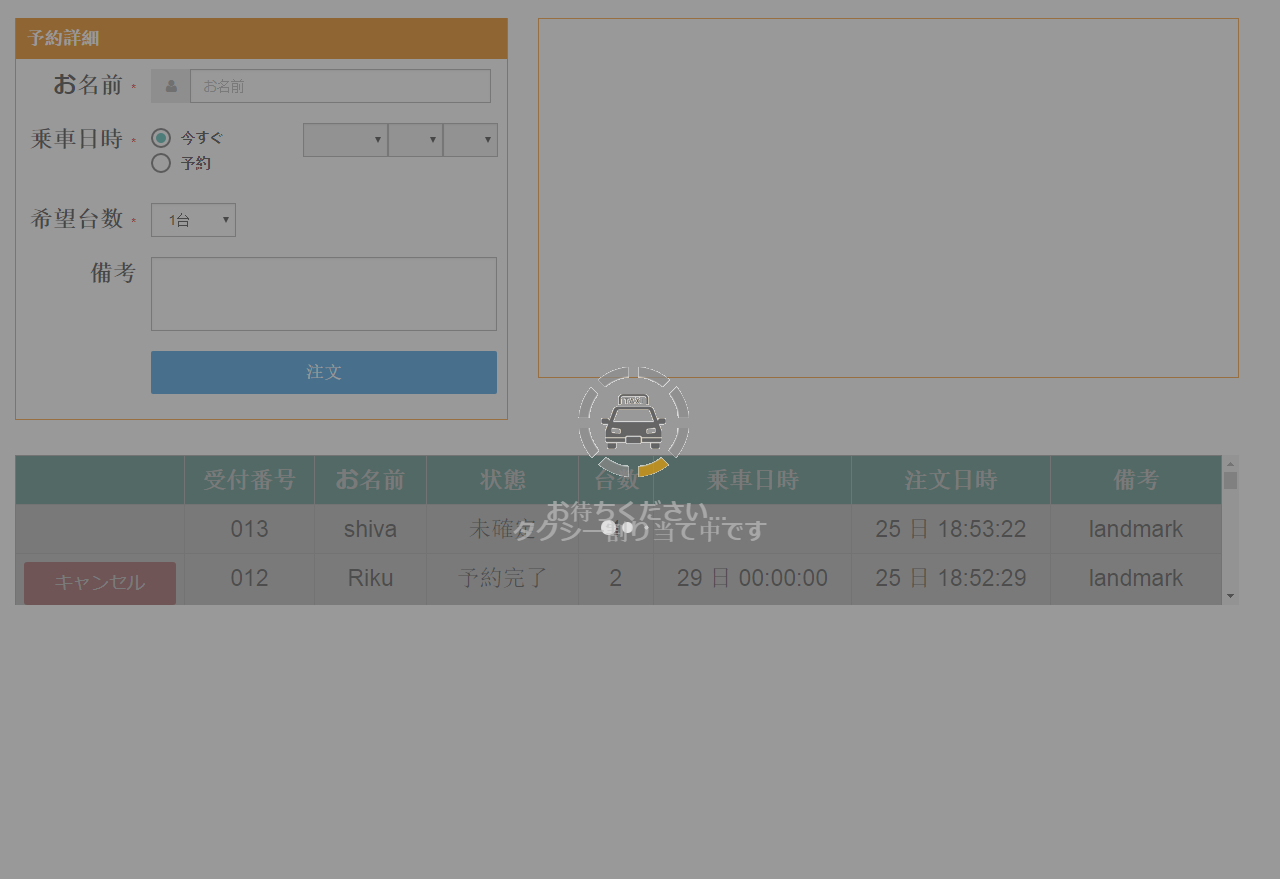 予約詳細
お名前 *
お名前
乗車日時 *
今すぐ
予約
希望台数 *
1台
備考
注文
TAXI
受付番号 お名前 状態 台数 乗車日時 注文日時 備考
お待ちください...
タクシー割り当て中です
013 shiva 未確定 25 日 18:53:22 landmark
キャンセル 012 Riku 予約完了 2 29 日 00:00:00 25 日 18:52:29 landmark